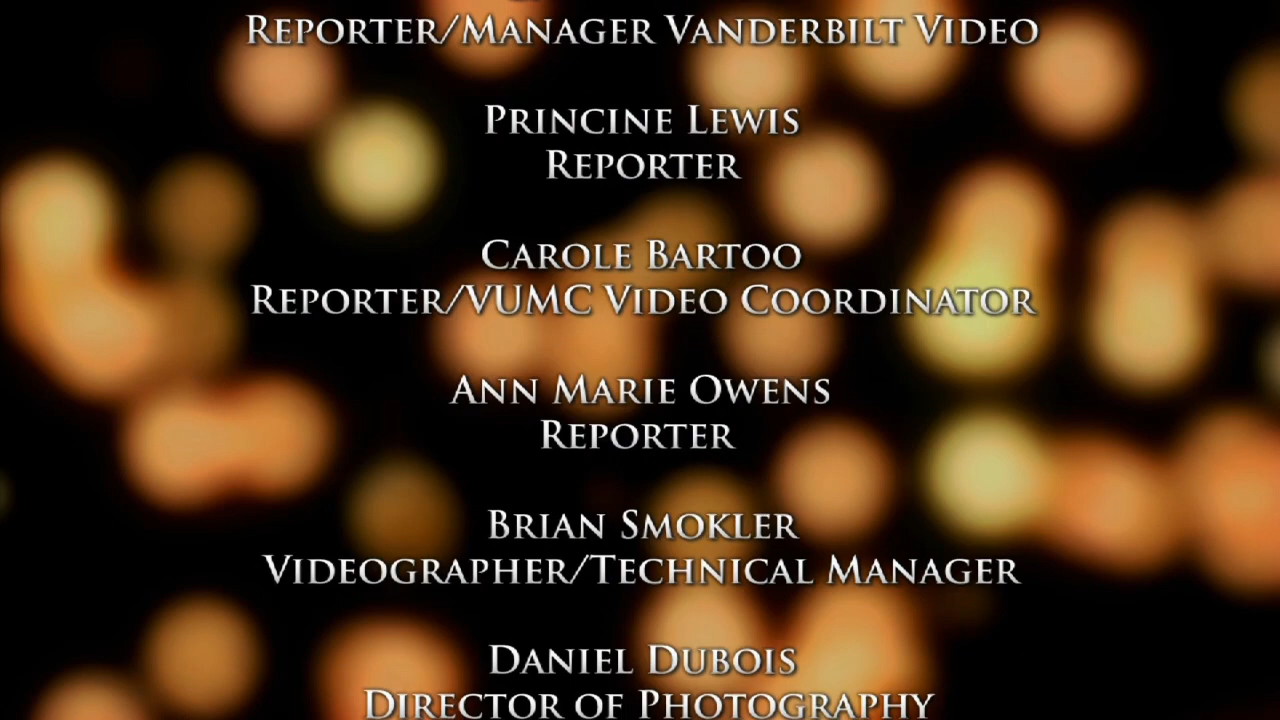 Reporter/Manager Vanderbilt Video
Princine Lewis
Reporter
Carole Bartoo
Reporter/VUMC Video Coordinator
Ann Marie Owens
Reporter
Brian Smokler
Videographer/Technical Manager
Daniel Dubois
Director of Photography